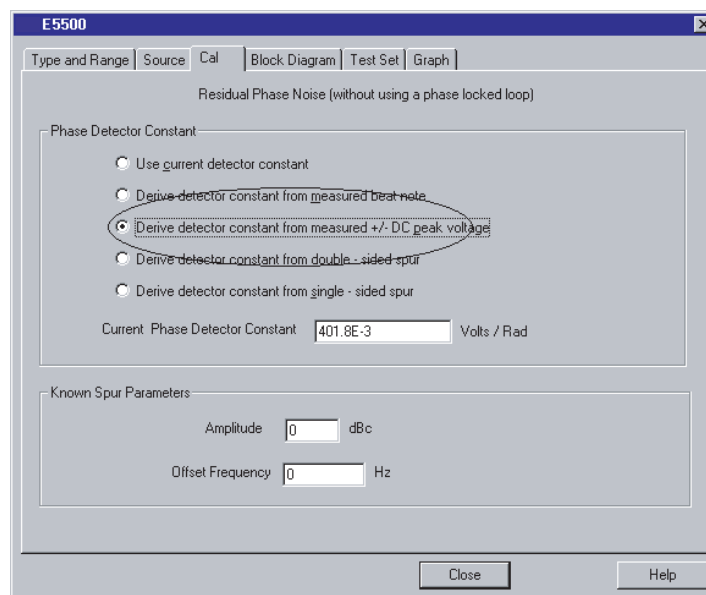 E5500
Type and Range Source Cal Block Diagram Test Set Graph
Residual Phase Noise (without using a phase locked loop)
Phase Detector Constant
Use current detector constant
Derive detector constant from measured beat note
Derive detector constant from measured +/- DC peak voltage
Derive detector constant from double - sided spur
Derive detector constant from single - sided spur
Current Phase Detector Constant 401.8E-3 Volts / Rad
Known Spur Parameters
Amplitude 0 dBc
Offset Frequency 0 Hz
Close Help